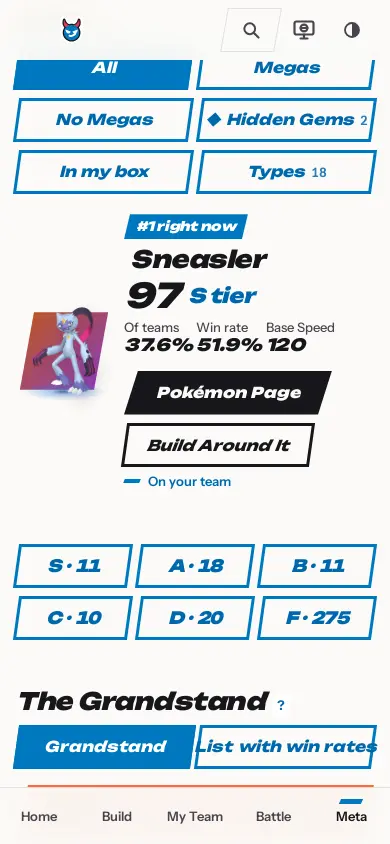 All
Megas
No Megas
◆ Hidden Gems 2
In my box
Types 18
#1 right now
Sneasler
97 S tier
Of teams Win rate Base Speed
37.6% 51.9% 120
Pokémon Page
Build Around It
On your team
S · 11
A · 18
B · 11
C · 10
D · 20
F · 275
The Grandstand ?
Grandstand
List with win rates
Home
Build
My Team
Battle
Meta